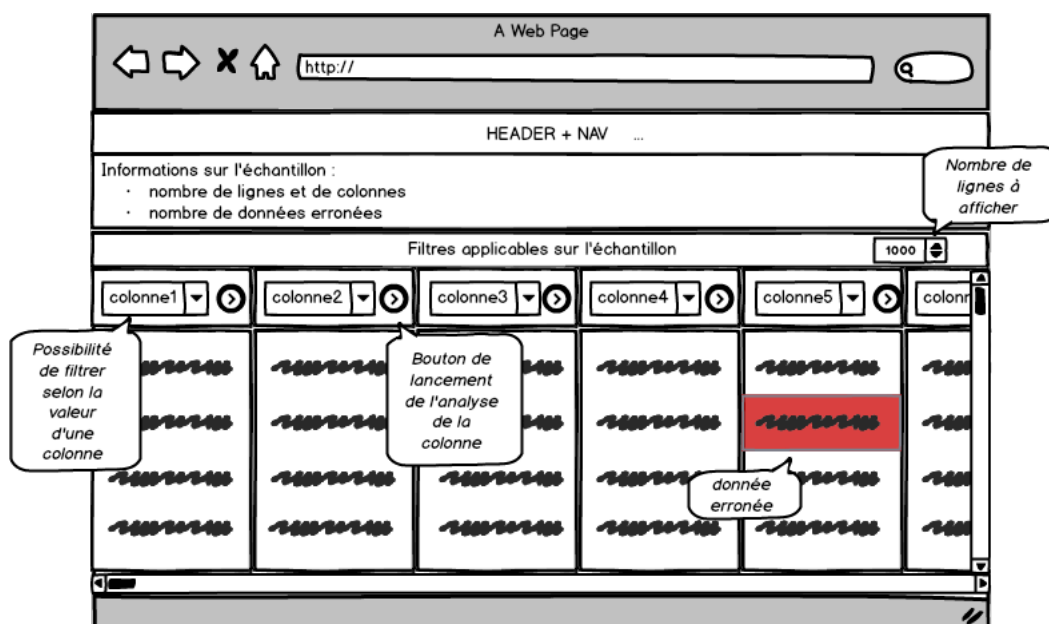 A Web Page
http://
HEADER + NAV ...
Informations sur l'échantillon :
· nombre de lignes et de colonnes
· nombre de données erronées
Nombre de
lignes à
afficher
Filtres applicables sur l'échantillon
1000
colonne1
colonne2
colonne3
colonne4
colonne5
colonn
Possibilité
de filtrer
selon la
valeur
d'une
colonne
Bouton de
lancement
de l'analyse
de la
colonne
donnée
erronée